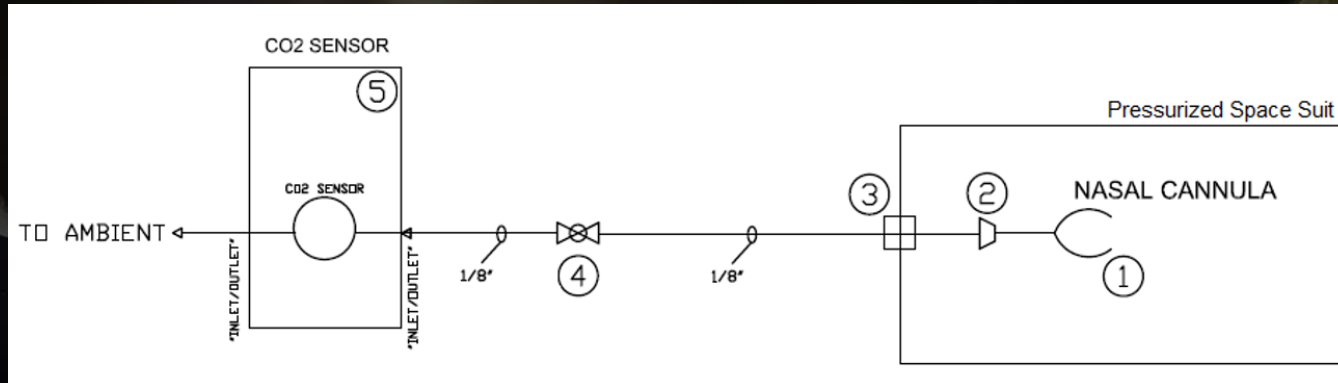 CO2 SENSOR
5
Pressurized Space Suit
CO2 SENSOR
3
2
NASAL CANNULA
TO AMBIENT
"INLET/OUTLET"
"INLET/OUTLET"
1/8"
4
1/8"
1